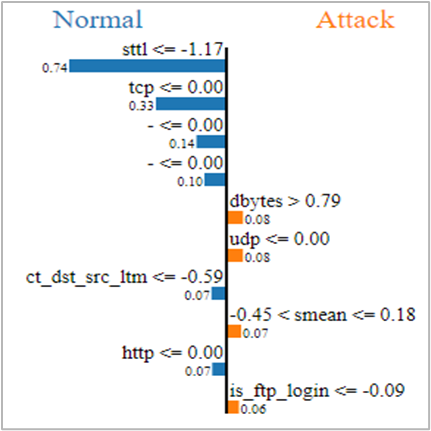 Normal Attack
sttl <= -1.17
0.74
tcp <= 0.00
0.33
- <= 0.00
0.14
- <= 0.00
0.10
dbytes > 0.79
0.08
udp <= 0.00
0.08
ct_dst_src_ltm <= -0.59
0.07
-0.45 < smean <= 0.18
0.07
http <= 0.00
0.07
is_ftp_login <= -0.09
0.06